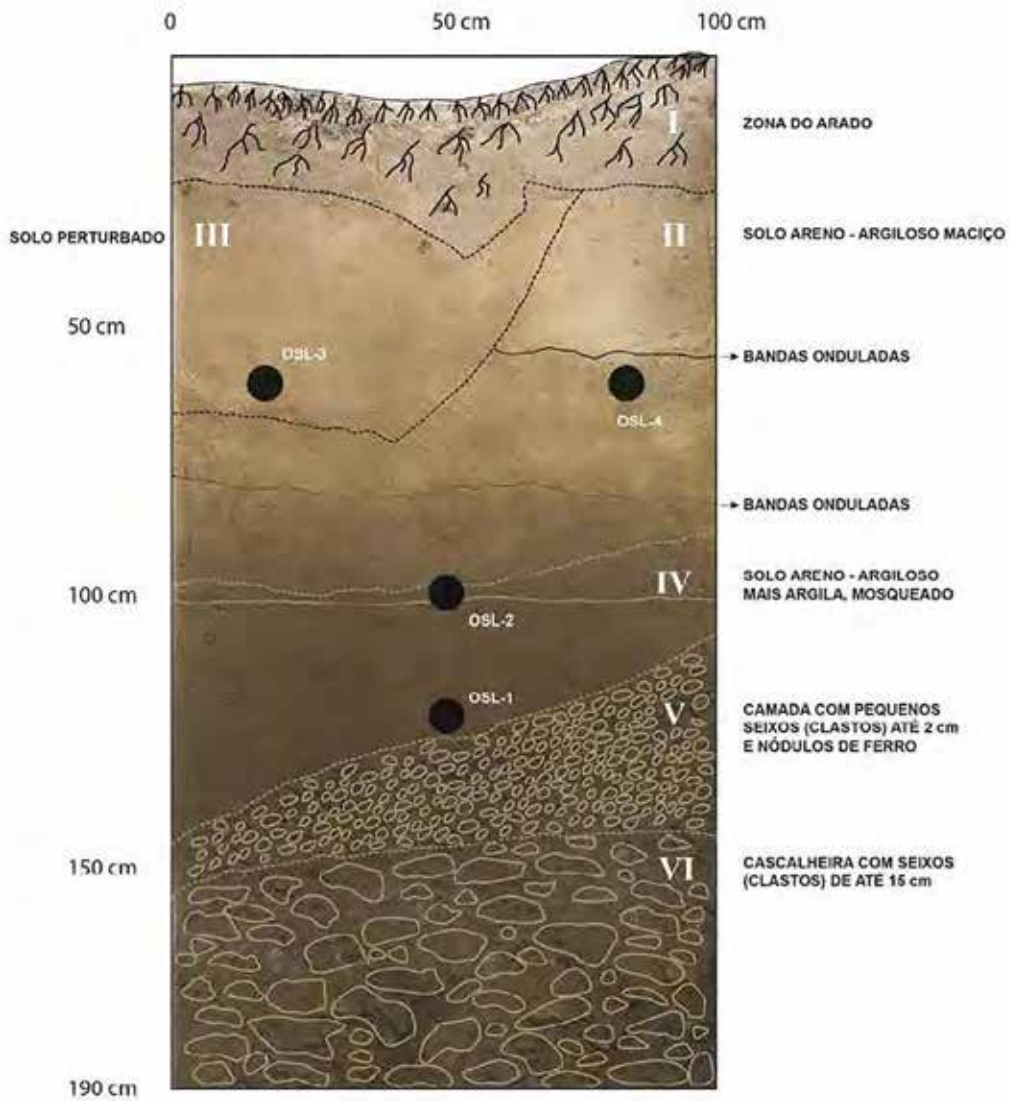 0
50 cm
100 cm
I
ZONA DO ARADO
SOLO PERTURBADO
III
II
SOLO ARENO - ARGILOSO MACIÇO
50 cm
BANDAS ONDULADAS
OSL-3
OSL-4
BANDAS ONDULADAS
100 cm
IV
SOLO ARENO - ARGILOSO
MAIS ARGILA, MOSQUEADO
OSL-2
OSL-1
V
CAMADA COM PEQUENOS
SEIXOS (CLASTOS) ATÉ 2 cm
E NÓDULOS DE FERRO
150 cm
VI
CASCALHEIRA COM SEIXOS
(CLASTOS) DE ATÉ 15 cm
190 cm